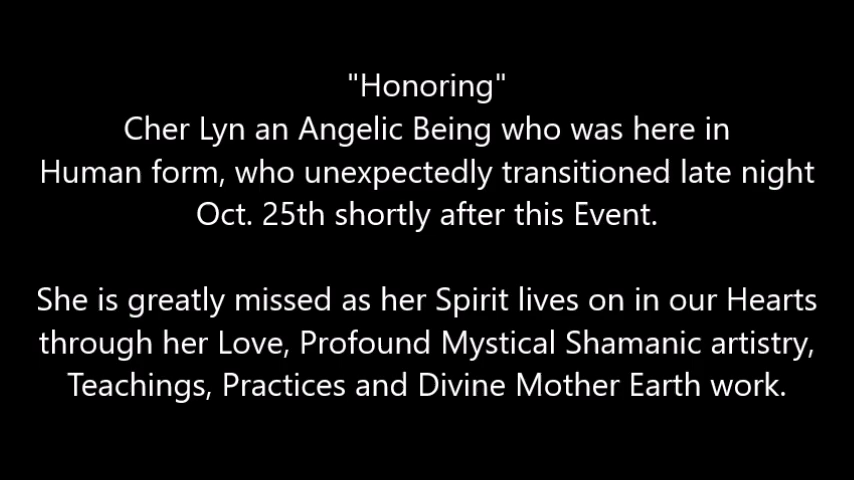 "Honoring"
Cher Lyn an Angelic Being who was here in
Human form, who unexpectedly transitioned late night
Oct. 25th shortly after this Event.
She is greatly missed as her Spirit lives on in our Hearts
through her Love, Profound Mystical Shamanic artistry,
Teachings, Practices and Divine Mother Earth work.